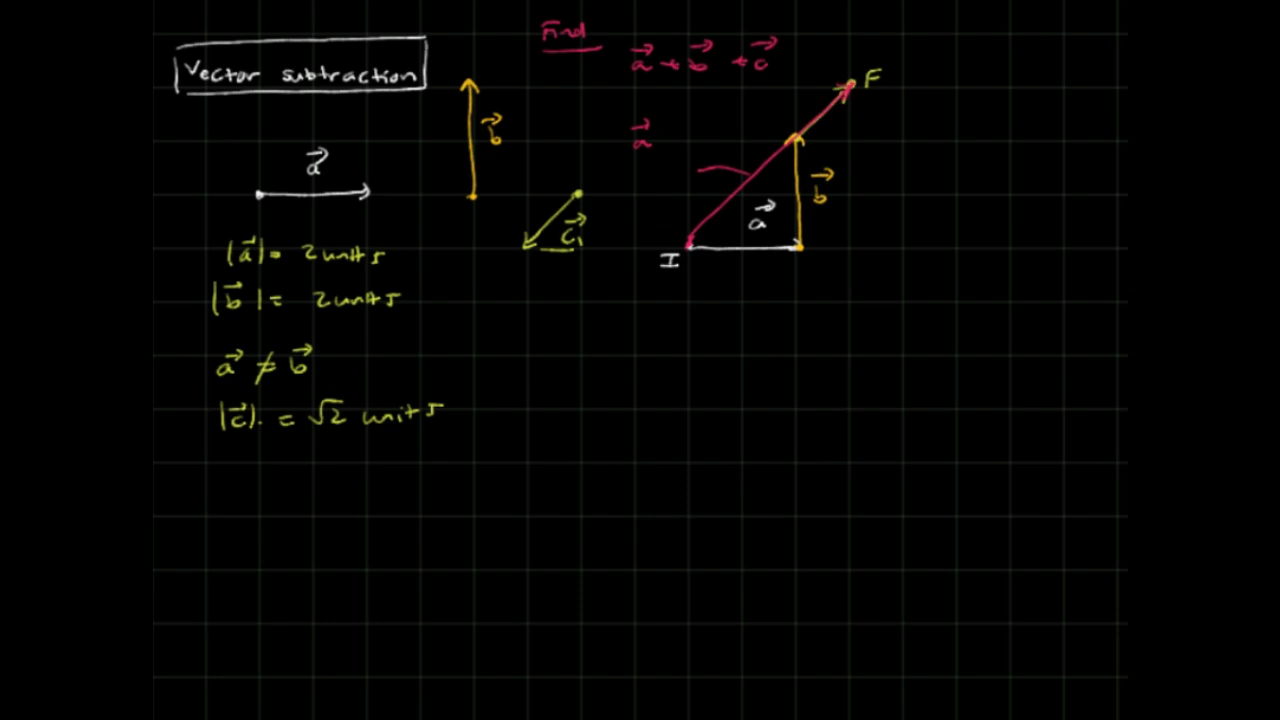 Find
a⃗ + b⃗ + c⃗
Vector subtraction
F
b⃗
a⃗
a⃗
b⃗
a⃗
c⃗
|a⃗| = 2 units
I
|b⃗| = 2 units
a⃗ ≠ b⃗
|c⃗| = √2 units